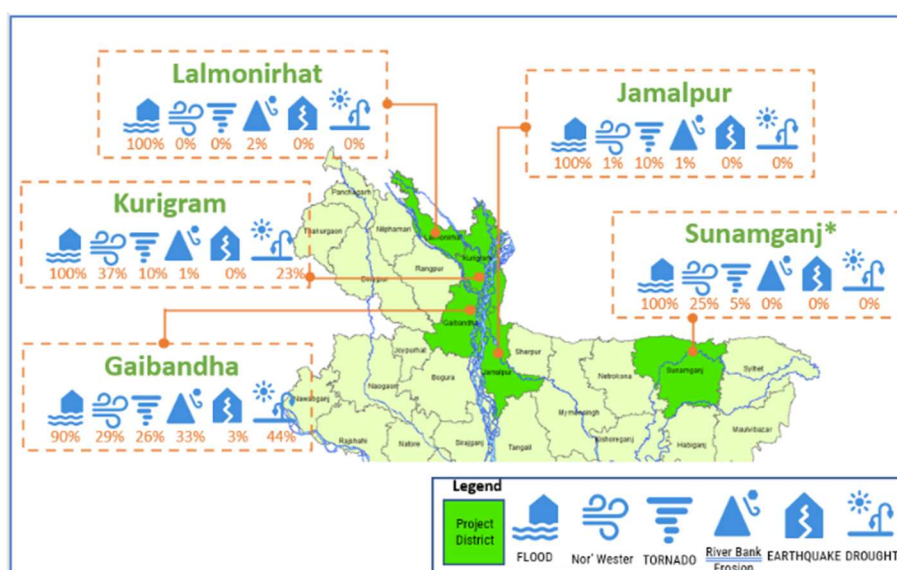 Lalmonirhat
100% 0% 0% 2% 0% 0%
Jamalpur
100% 1% 10% 1% 0% 0%
Kurigram
100% 37% 10% 1% 0% 23%
Sunamganj*
100% 25% 5% 0% 0% 0%
Gaibandha
90% 29% 26% 33% 3% 44%
Panchagarh
Thakurgaon
Nilphamari
Lalmonirhat
Kurigram
Rangpur
Dinajpur
Gaibandha
Joypurhat
Sherpur
Jamalpur
Netrokona
Sunamganj
Sylhet
Nawabganj
Naogaon
Bogura
Mymensingh
Kishoreganj
Habiganj
Maulvibazar
Rajshahi
Natore
Sirajganj
Tangail
Legend
Project
District
FLOOD
Nor' Wester
TORNADO
River Bank
Erosion
EARTHQUAKE
DROUGHT